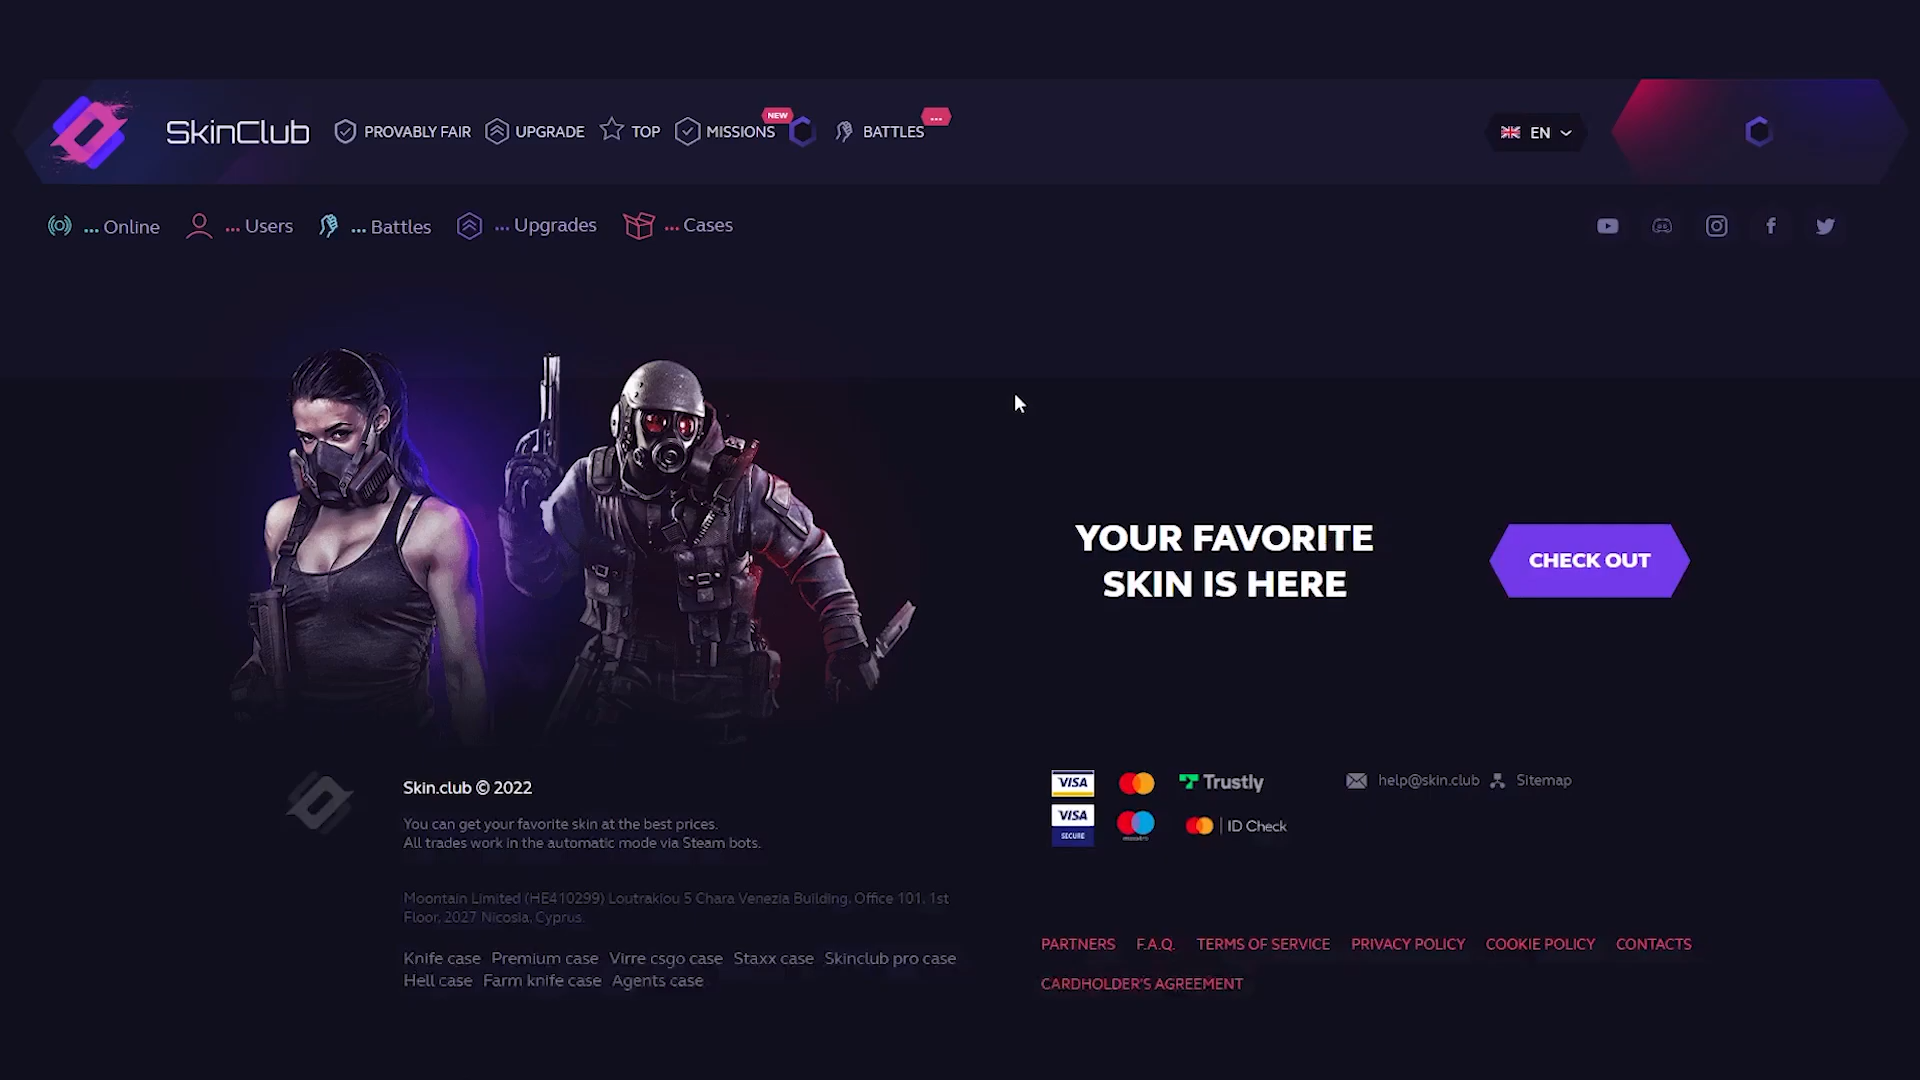 SkinClub PROVABLY FAIR UPGRADE TOP MISSIONS NEW BATTLES ... EN
... Online ... Users ... Battles ... Upgrades ... Cases
YOUR FAVORITE
SKIN IS HERE
CHECK OUT
Skin.club © 2022
You can get your favorite skin at the best prices.
All trades work in the automatic mode via Steam bots.
Moontain Limited (HE410299) Loutrakiou 5 Chara Venezia Building, Office 101, 1st
Floor, 2027 Nicosia, Cyprus.
Knife case Premium case Virre csgo case Staxx case Skinclub pro case
Hell case Farm knife case Agents case
VISA Trustly
VISA
SECURE
maestro
ID Check
help@skin.club Sitemap
PARTNERS F.A.Q. TERMS OF SERVICE PRIVACY POLICY COOKIE POLICY CONTACTS
CARDHOLDER'S AGREEMENT